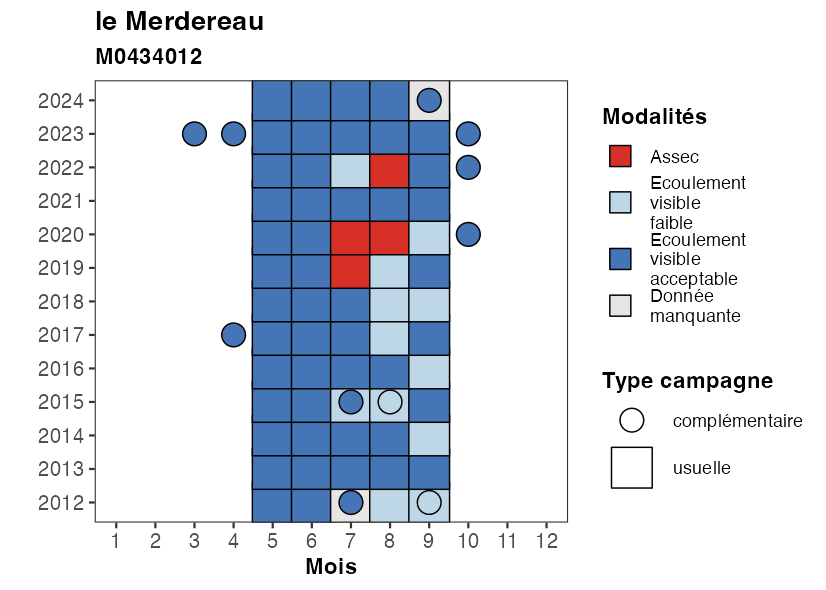 le Merdereau
M0434012
2024
2023
2022
2021
2020
2019
2018
2017
2016
2015
2014
2013
2012
1 2 3 4 5 6 7 8 9 10 11 12
Mois
Modalités
Assec
Ecoulement
visible
faible
Ecoulement
visible
acceptable
Donnée
manquante
Type campagne
complémentaire
usuelle